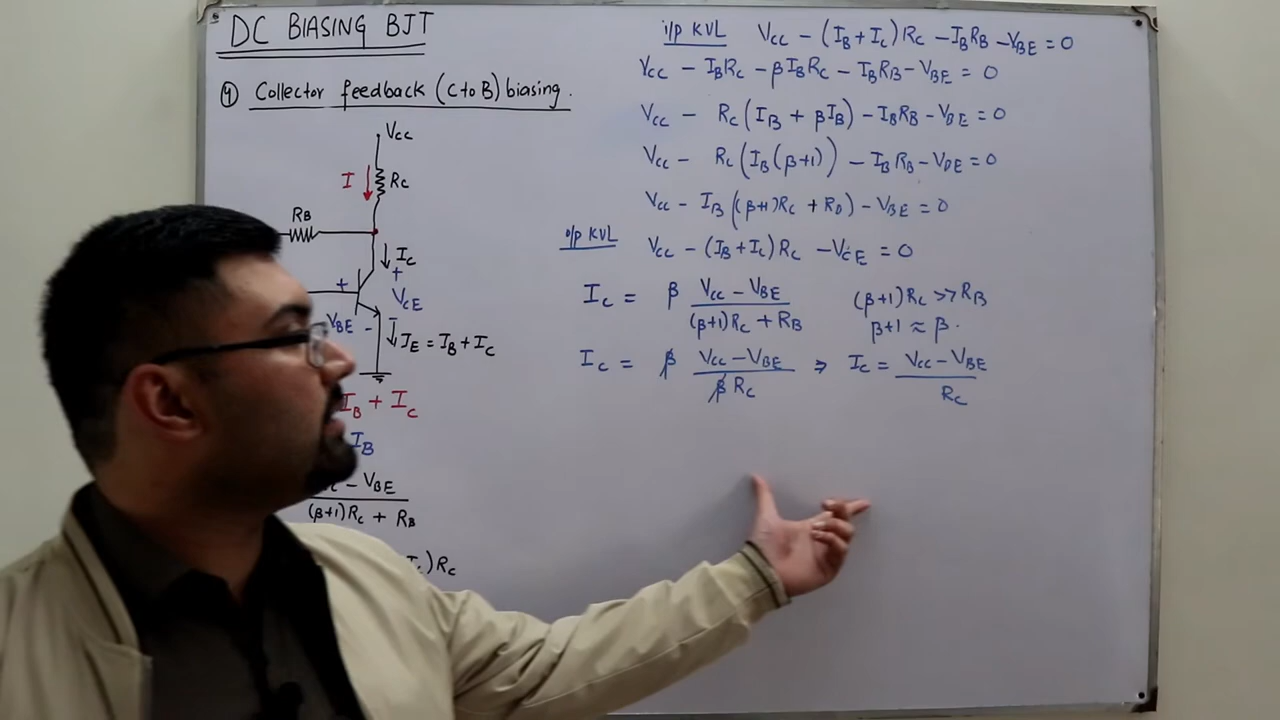 DC BIASING BJT
④ Collector feedback (C to B) biasing.
VCC
I
RC
RB
IC
+
+
VCE
VBE -
-
IE = IB + IC
IB + IC
IB
- VBE
(β+1)RC + RB
)RC
i/p KVL VCC - (IB + IC)RC - IBRB - VBE = 0
VCC - IBRC - βIBRC - IBRB - VBE = 0
VCC - RC(IB + βIB) - IBRB - VBE = 0
VCC - RC(IB(β+1)) - IBRB - VBE = 0
VCC - IB((β+1)RC + RB) - VBE = 0
o/p KVL VCC - (IB + IC)RC - VCE = 0
IC = β VCC - VBE / (β+1)RC + RB (β+1)RC >> RB
β+1 ≈ β.
IC = β VCC - VBE / β RC ⇒ IC = VCC - VBE / RC